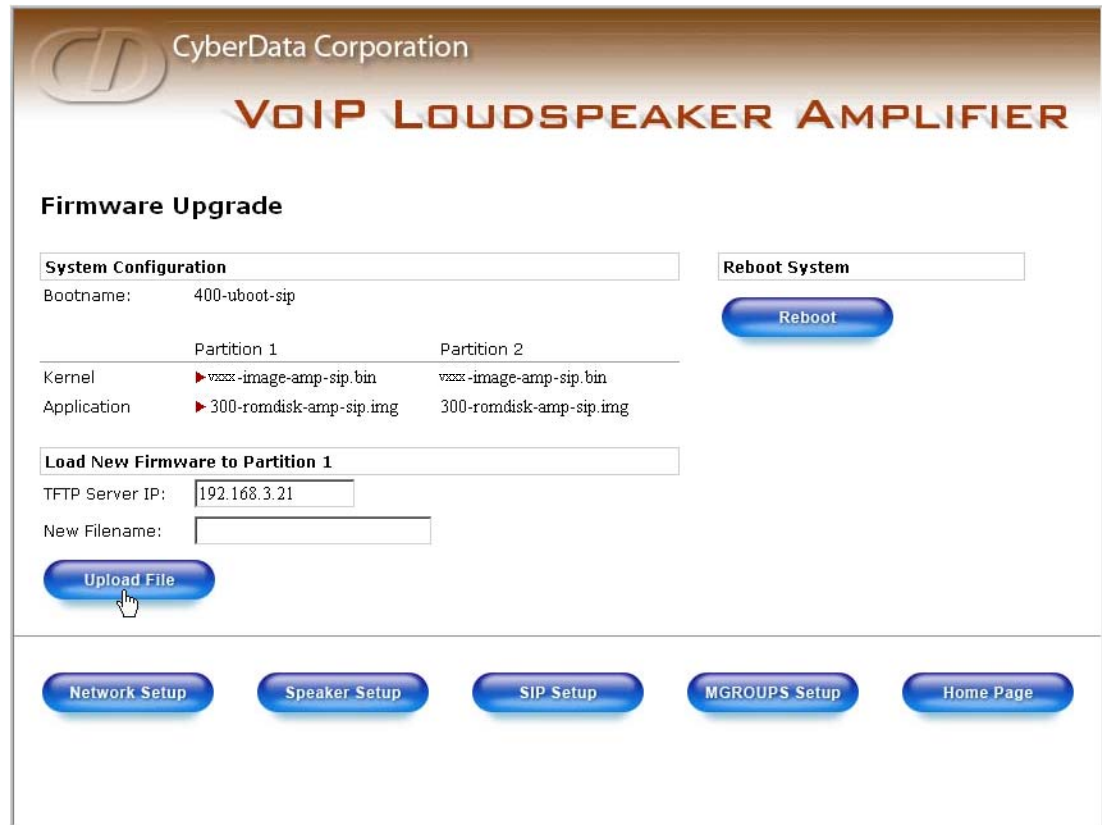 CyberData Corporation
VoIP Loudspeaker Amplifier
Firmware Upgrade
System Configuration
Reboot System
Bootname: 400-uboot-sip
Reboot
Partition 1 Partition 2
Kernel vxxx-image-amp-sip.bin vxxx-image-amp-sip.bin
Application 300-romdisk-amp-sip.img 300-romdisk-amp-sip.img
Load New Firmware to Partition 1
TFTP Server IP: 192.168.3.21
New Filename:
Upload File
Network Setup Speaker Setup SIP Setup MGROUPS Setup Home Page